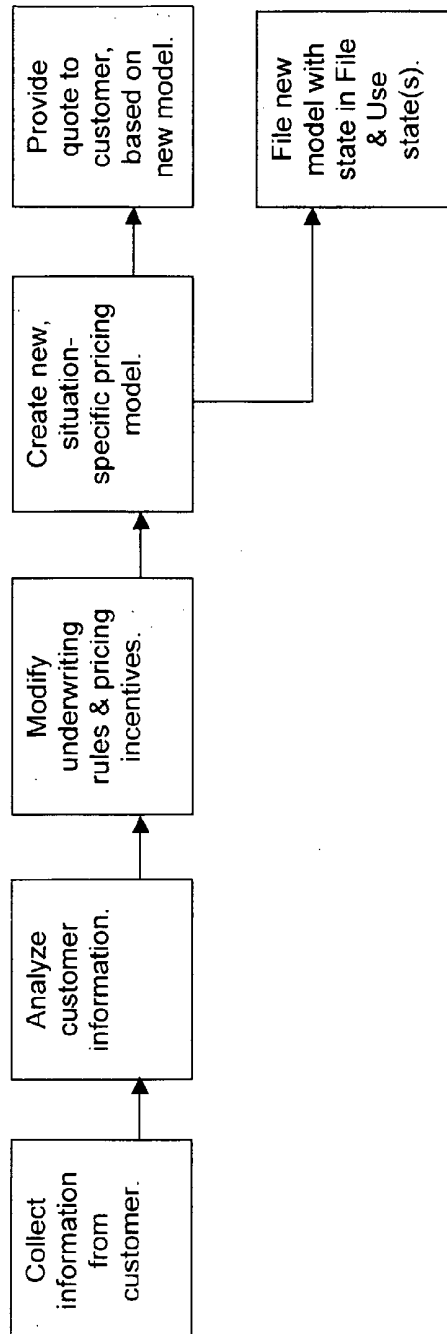 Collect
information
from
customer.
Analyze
customer
information.
Modify
underwriting
rules & pricing
incentives.
Create new,
situation-
specific pricing
model.
Provide
quote to
customer,
based on
new model.
File new
model with
state in File
& Use
state(s).